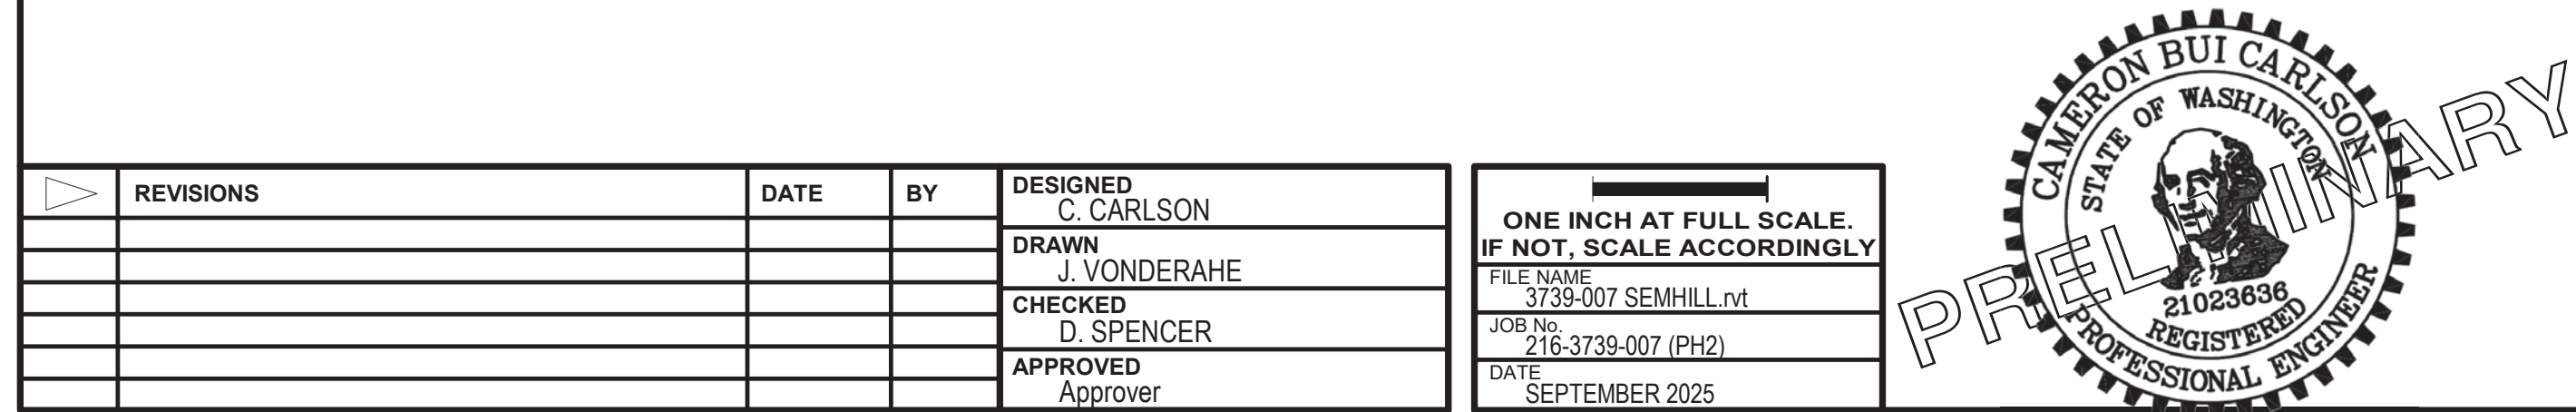 REVISIONS DATE BY
DESIGNED
C. CARLSON
DRAWN
J. VONDERAHE
CHECKED
D. SPENCER
APPROVED
Approver
ONE INCH AT FULL SCALE.
IF NOT, SCALE ACCORDINGLY
FILE NAME
3739-007 SEMHILL.rvt
JOB No.
216-3739-007 (PH2)
DATE
SEPTEMBER 2025
CAMERON BUI CARLSON
STATE OF WASHINGTON
21023636
REGISTERED
PROFESSIONAL ENGINEER
PRELIMINARY